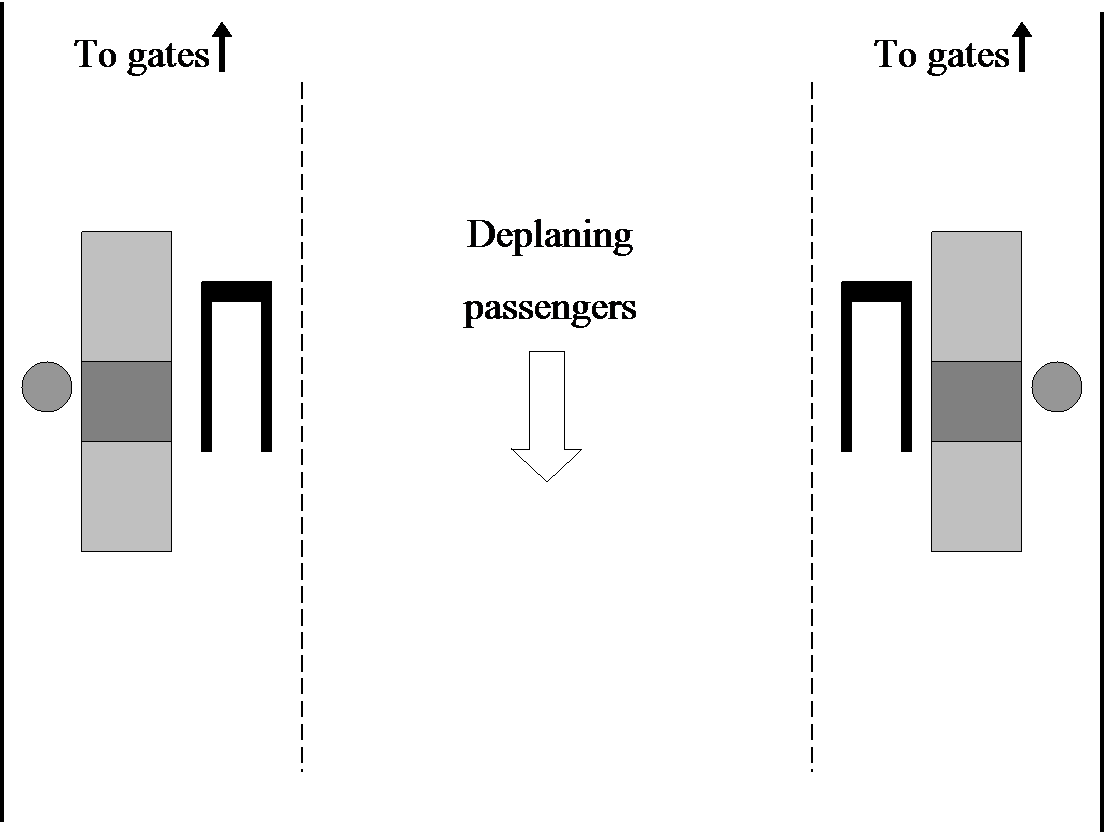 To gates
To gates
Deplaning
passengers